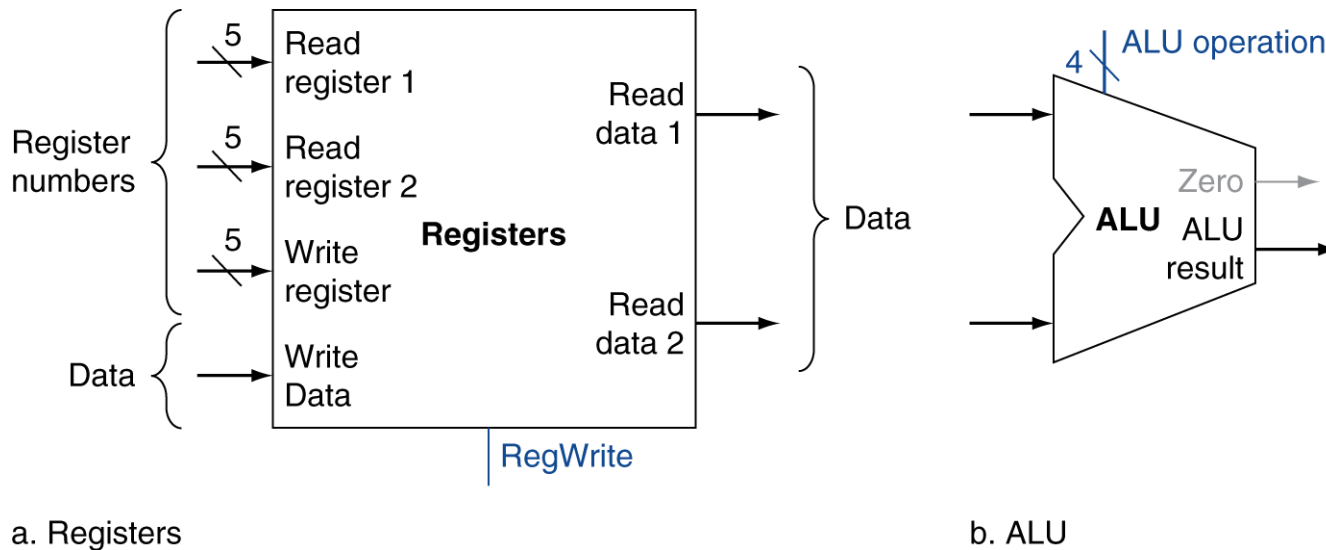 Register
numbers
Data
5
Read
register 1
5
Read
register 2
5
Write
register
Write
Data
Registers
Read
data 1
Read
data 2
RegWrite
Data
4
ALU operation
Zero
ALU
ALU
result
a. Registers
b. ALU